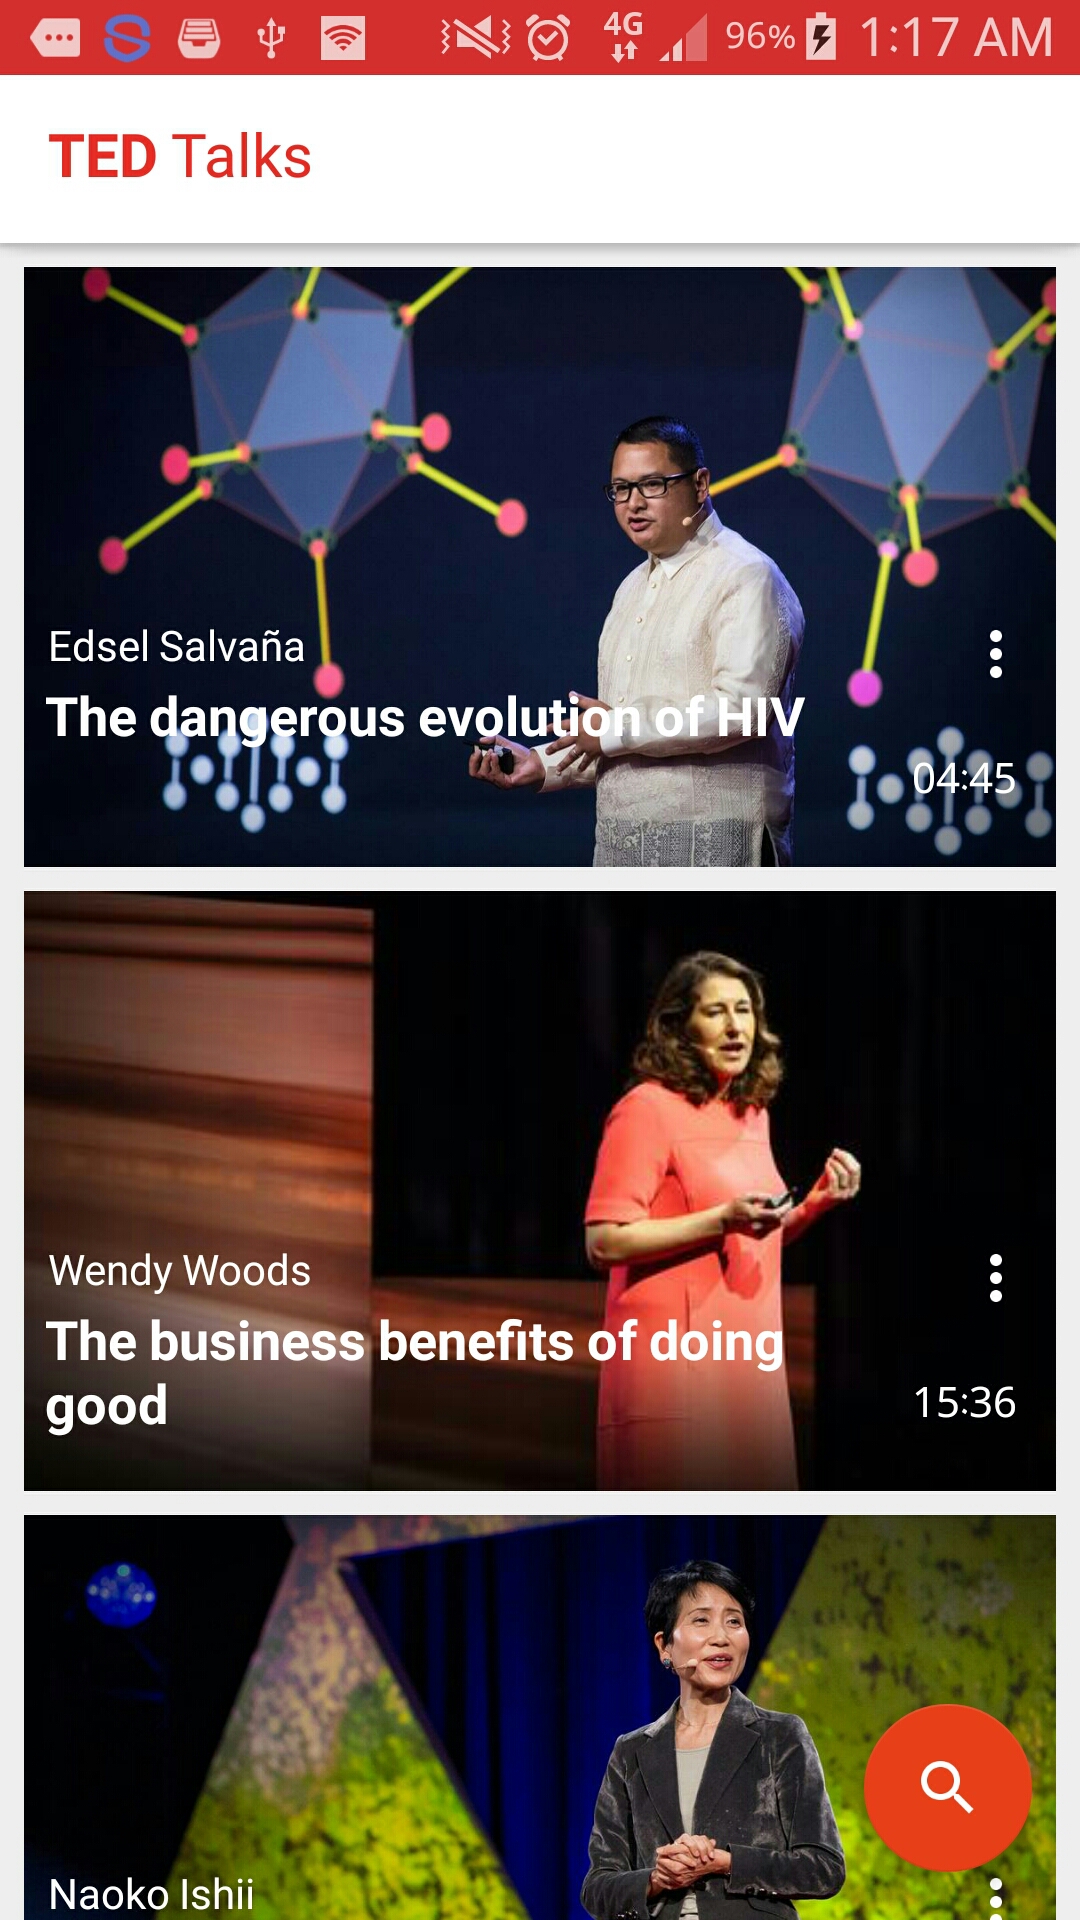 4G 96% 1:17 AM
TED Talks
Edsel Salvaña
The dangerous evolution of HIV
04:45
Wendy Woods
The business benefits of doing
good
15:36
Naoko Ishii